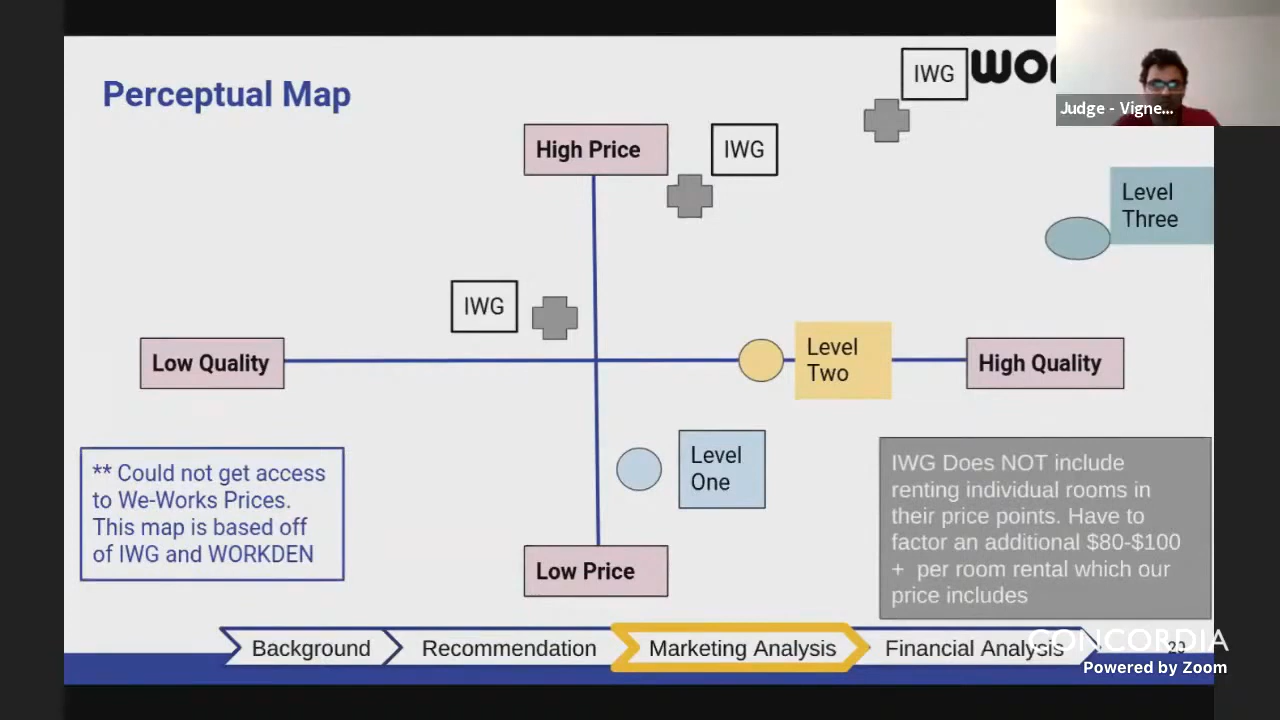 Perceptual Map
IWG
WO
Judge - Vigne...
High Price
IWG
Level
Three
IWG
Low Quality
Level
Two
High Quality
Level
One
** Could not get access
to We-Works Prices.
This map is based off
of IWG and WORKDEN
IWG Does NOT include
renting individual rooms in
their price points. Have to
factor an additional $80-$100
+ per room rental which our
price includes
Low Price
Background
Recommendation
Marketing Analysis
Financial Analysis
CONCORDIA
Powered by Zoom